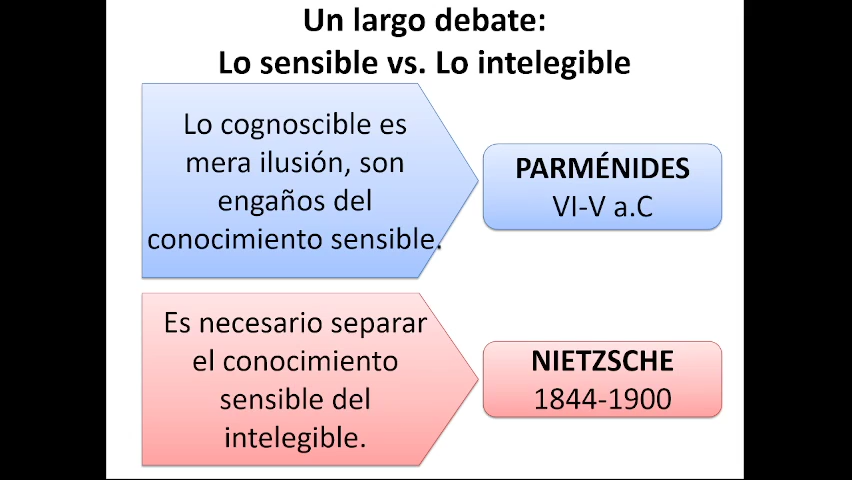 Un largo debate:
Lo sensible vs. Lo intelegible
Lo cognoscible es
mera ilusión, son
engaños del
conocimiento sensible.
PARMÉNIDES
VI-V a.C
Es necesario separar
el conocimiento
sensible del
intelegible.
NIETZSCHE
1844-1900